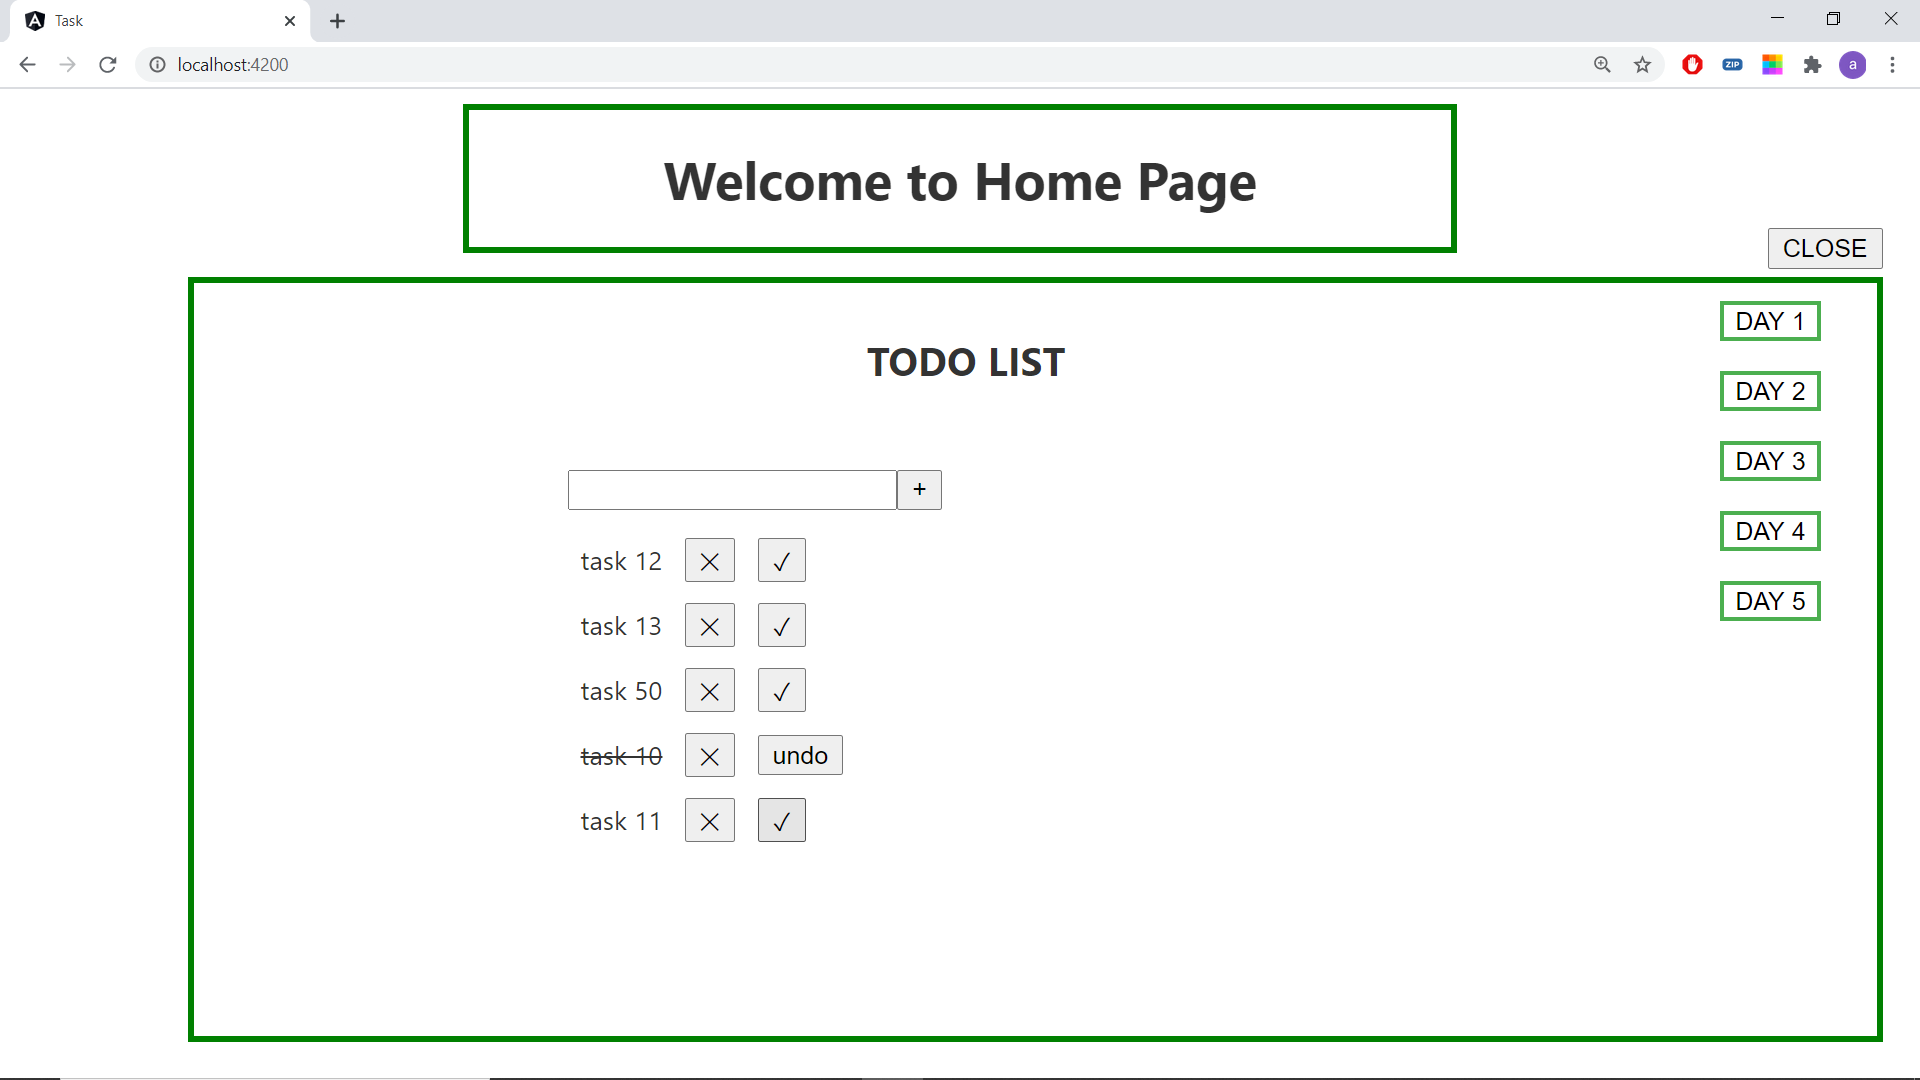 Task
localhost:4200
ZIP
a
Welcome to Home Page
CLOSE
DAY 1
TODO LIST
DAY 2
DAY 3
+
DAY 4
task 12 ✓
DAY 5
task 13 ✓
task 50 ✓
task 10 undo
task 11 ✓